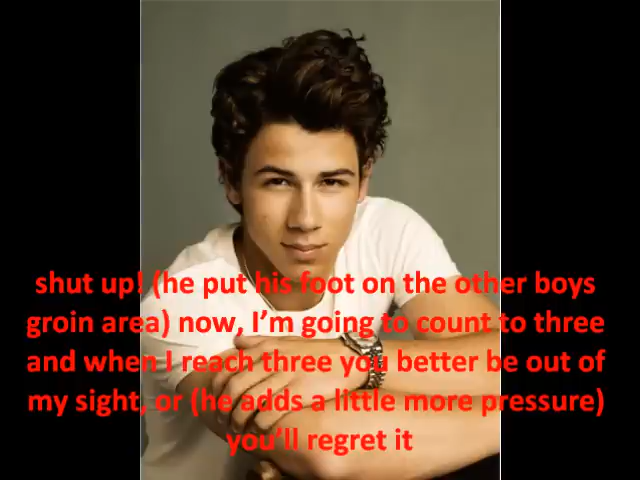 shut up! (he put his foot on the other boys
groin area) now, I'm going to count to three
and when I reach three you better be out of
my sight, or (he adds a little more pressure)
you'll regret it